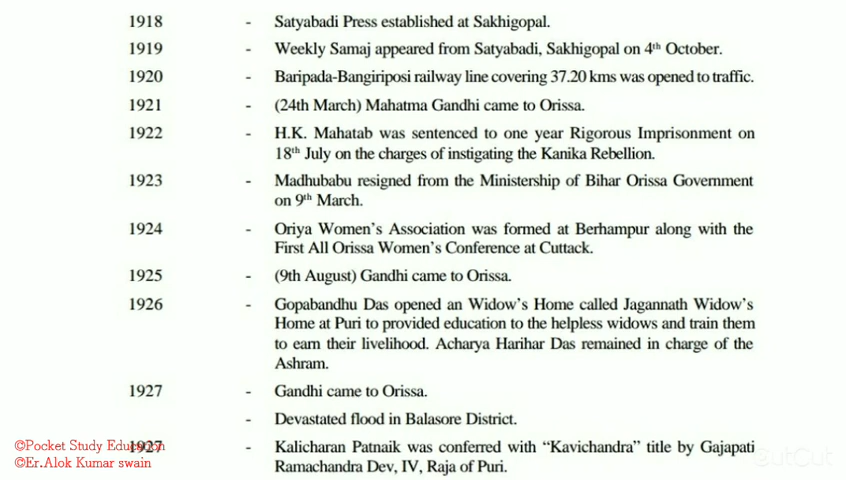 1918 - Satyabadi Press established at Sakhigopal.
1919 - Weekly Samaj appeared from Satyabadi, Sakhigopal on 4th October.
1920 - Baripada-Bangiriposi railway line covering 37.20 kms was opened to traffic.
1921 - (24th March) Mahatma Gandhi came to Orissa.
1922 - H.K. Mahatab was sentenced to one year Rigorous Imprisonment on
18th July on the charges of instigating the Kanika Rebellion.
1923 - Madhubabu resigned from the Ministership of Bihar Orissa Government
on 9th March.
1924 - Oriya Women's Association was formed at Berhampur along with the
First All Orissa Women's Conference at Cuttack.
1925 - (9th August) Gandhi came to Orissa.
1926 - Gopabandhu Das opened an Widow's Home called Jagannath Widow's
Home at Puri to provided education to the helpless widows and train them
to earn their livelihood. Acharya Harihar Das remained in charge of the
Ashram.
1927 - Gandhi came to Orissa.
- Devastated flood in Balasore District.
1927 - Kalicharan Patnaik was conferred with “Kavichandra” title by Gajapati
Ramachandra Dev, IV, Raja of Puri.
©Pocket Study Education
©Er.Alok Kumar swain
CutCut